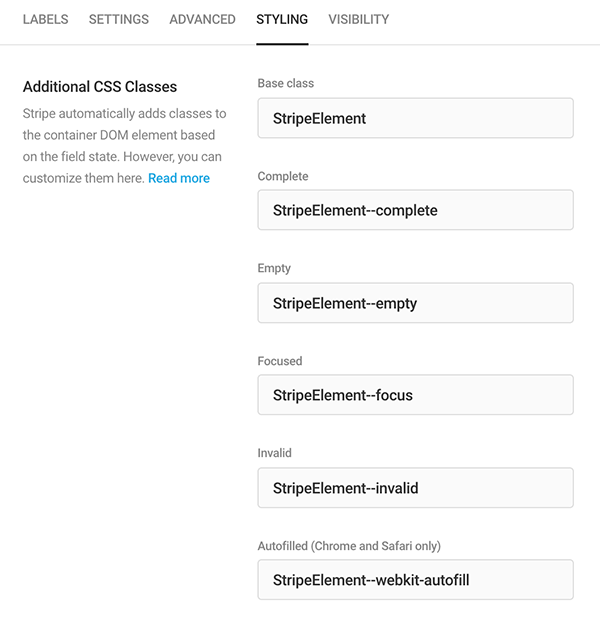 LABELS SETTINGS ADVANCED STYLING VISIBILITY
Additional CSS Classes
Stripe automatically adds classes to
the container DOM element based
on the field state. However, you can
customize them here. Read more
Base class
StripeElement
Complete
StripeElement--complete
Empty
StripeElement--empty
Focused
StripeElement--focus
Invalid
StripeElement--invalid
Autofilled (Chrome and Safari only)
StripeElement--webkit-autofill